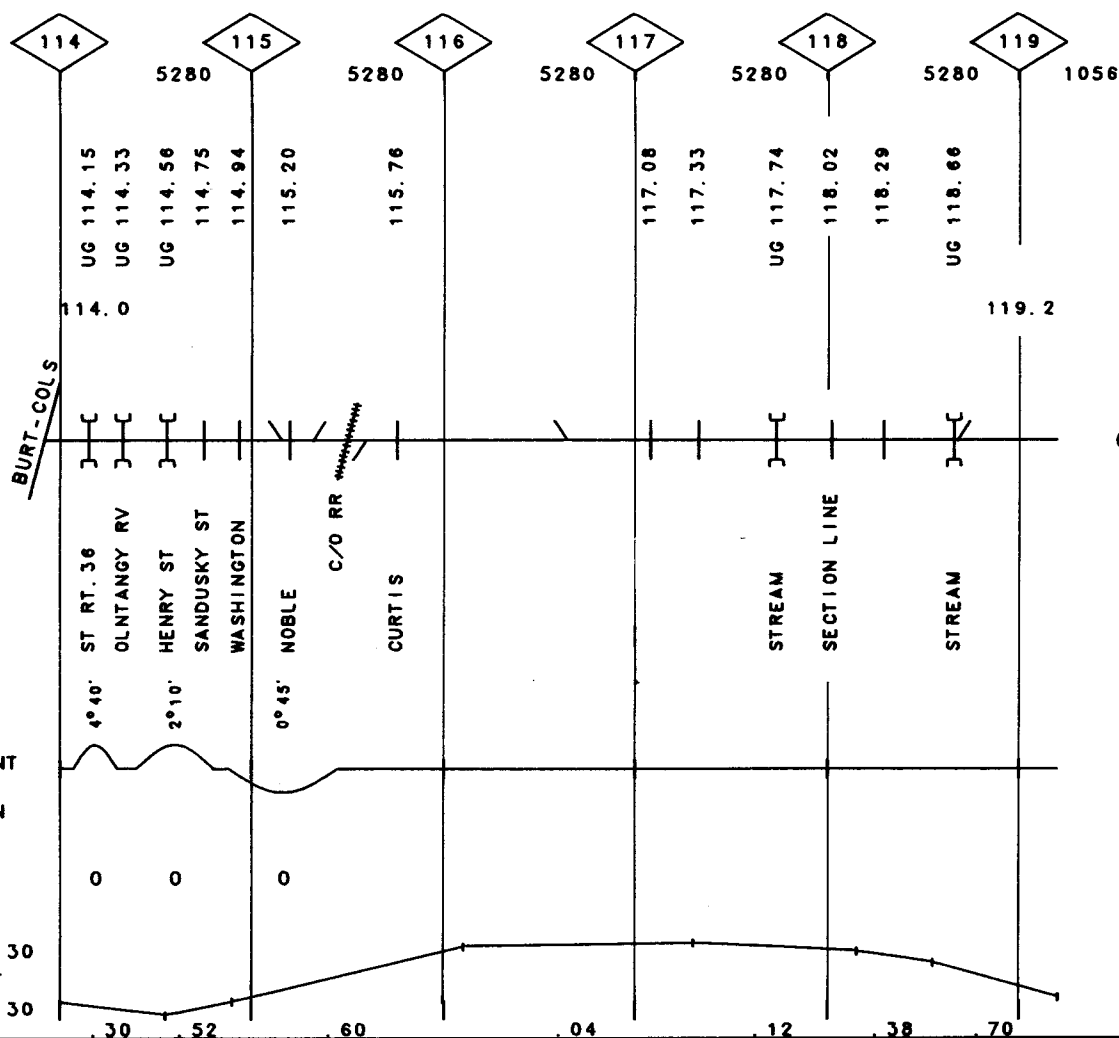 114 115 116 117 118 119
5280 5280 5280 5280 5280 1056
UG 114.15
UG 114.33
UG 114.56
114.75
114.94
115.20
115.76
117.08
117.33
UG 117.74
118.02
118.29
UG 118.66
114.0 119.2
BURT-COLS
C/O RR
ST RT.36
OLNTANGY RV
HENRY ST
SANDUSKY ST
WASHINGTON
NOBLE
CURTIS
STREAM
SECTION LINE
STREAM
4°40'
2°10'
0°45'
NT
N
0 0 0
30
30
.30 .52 .60 .04 .12 .38 .70